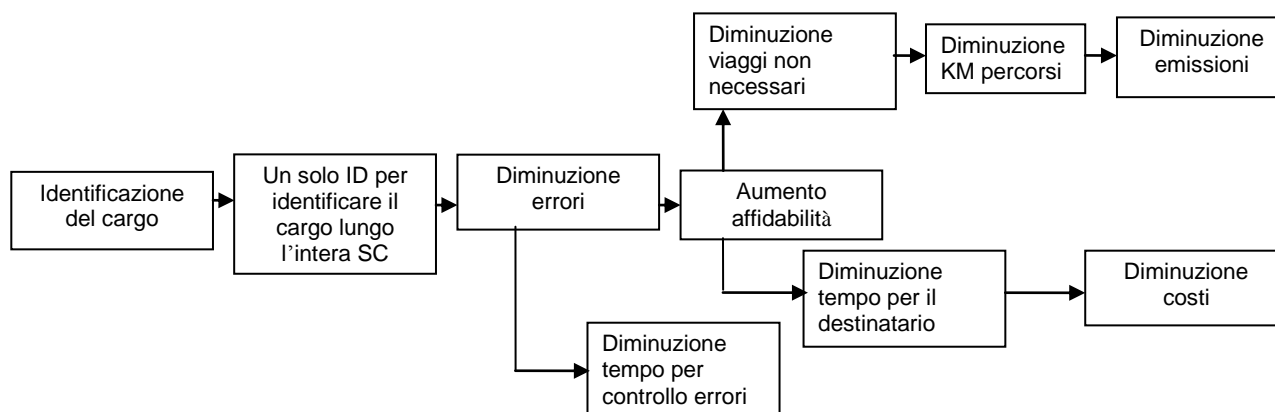 Identificazione
del cargo
Un solo ID per
identificare il
cargo lungo
l'intera SC
Diminuzione
errori
Aumento
affidabilità
Diminuzione
viaggi non
necessari
Diminuzione
KM percorsi
Diminuzione
emissioni
Diminuzione
tempo per il
destinatario
Diminuzione
costi
Diminuzione
tempo per
controllo errori